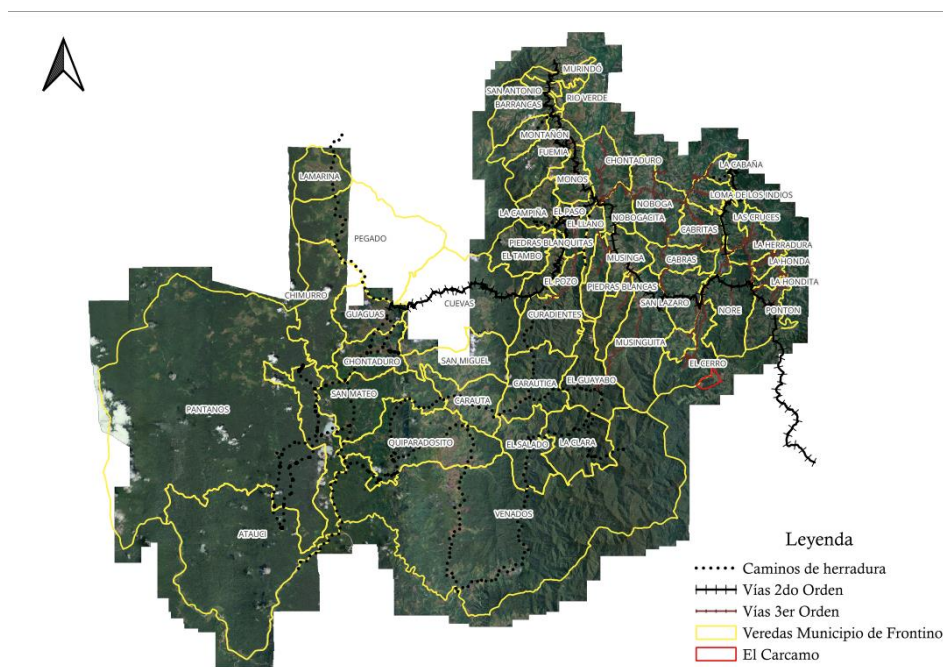 MURINDÓ
SAN ANTONIO
RIO VERDE
BARRANCAS
MONTAÑÓN
FUEMIA
CHONTADURO
LA CABAÑA
LAMARINA
MONOS
LOMA DE LOS INDIOS
NOBOGA
LA CAMPIÑA
EL PASO
LAS CRUCES
NOBOGACITA
EL LLANO
CABRITAS
PEGADO
PIEDRAS BLANQUITAS
LA HERRADURA
EL TAMBO
MUSINGA
CABRAS
LA HONDA
EL POZO
LA HONDITA
PIEDRAS BLANCAS
CHIMURRO
SAN LÁZARO
CUEVAS
GUAGUAS
CURADIENTES
NORE
PONTON
MUSINGUITA
CHONTADURO
SAN MIGUEL
EL CERRO
CARAUTICA
EL GUAYABO
SAN MATEO
CARAUTA
PANTANOS
QUIPARADOSITO
EL SALADO
LA CLARA
VENADOS
ATAUCI
Leyenda
Caminos de herradura
Vías 2do Orden
Vías 3er Orden
Veredas Municipio de Frontino
El Carcamo